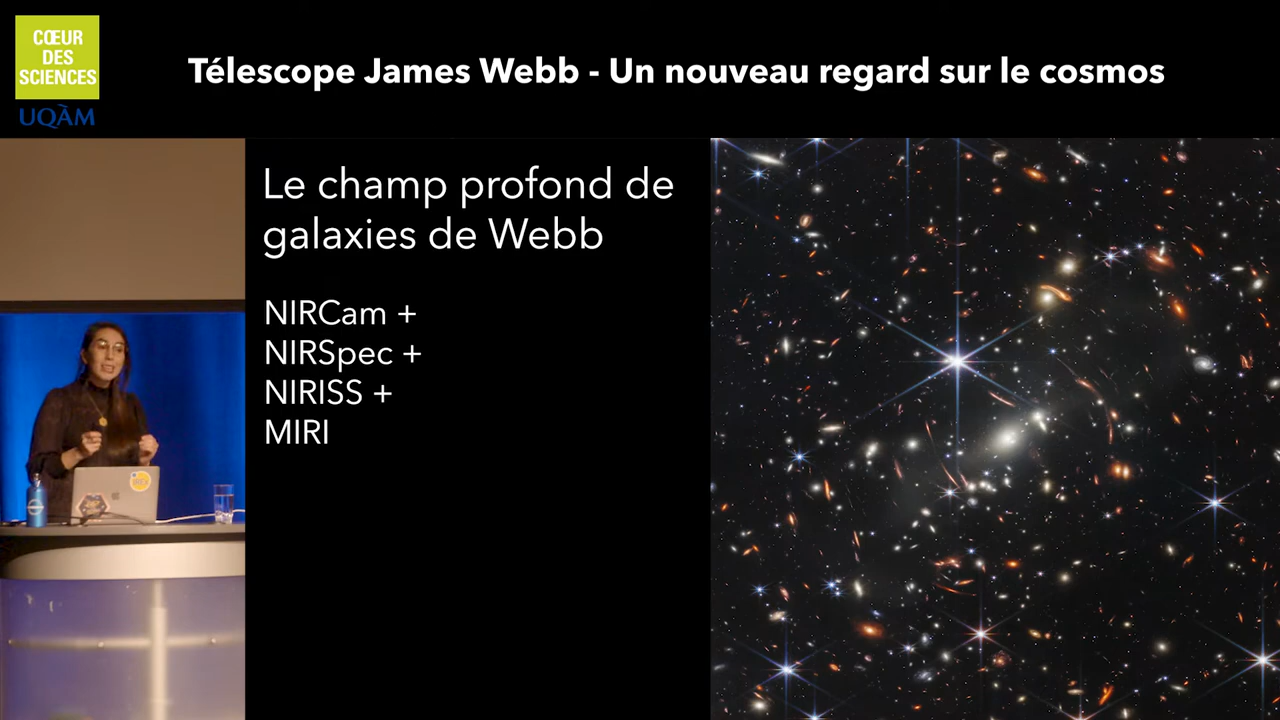 CŒUR
DES
SCIENCES
UQÀM
Télescope James Webb - Un nouveau regard sur le cosmos
Le champ profond de
galaxies de Webb
NIRCam +
NIRSpec +
NIRISS +
MIRI